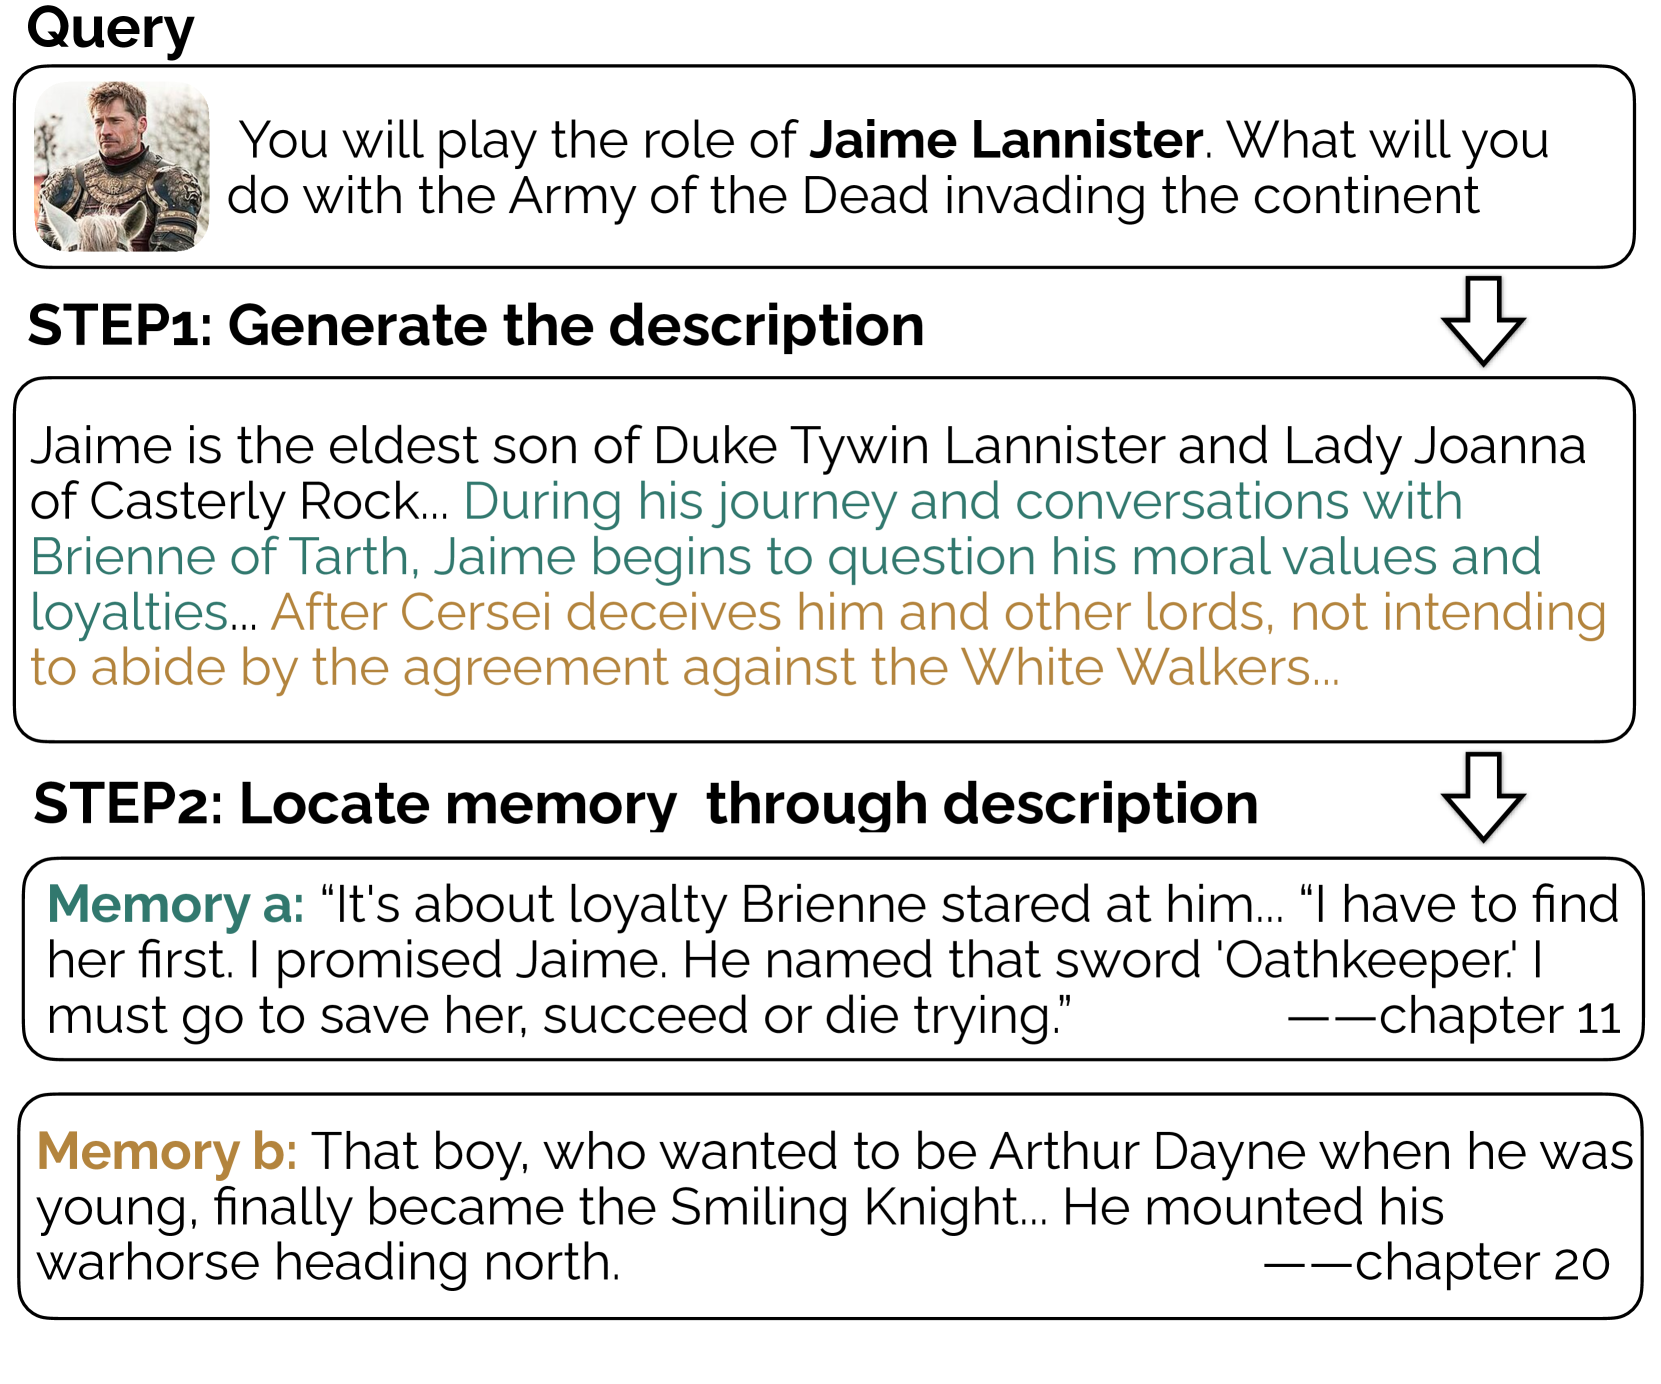 Query
You will play the role of Jaime Lannister. What will you
do with the Army of the Dead invading the continent
STEP1: Generate the description
Jaime is the eldest son of Duke Tywin Lannister and Lady Joanna
of Casterly Rock... During his journey and conversations with
Brienne of Tarth, Jaime begins to question his moral values and
loyalties... After Cersei deceives him and other lords, not intending
to abide by the agreement against the White Walkers...
STEP2: Locate memory through description
Memory a: “It's about loyalty Brienne stared at him... “I have to find
her first. I promised Jaime. He named that sword 'Oathkeeper.' I
must go to save her, succeed or die trying.” ——chapter 11
Memory b: That boy, who wanted to be Arthur Dayne when he was
young, finally became the Smiling Knight... He mounted his
warhorse heading north. ——chapter 20